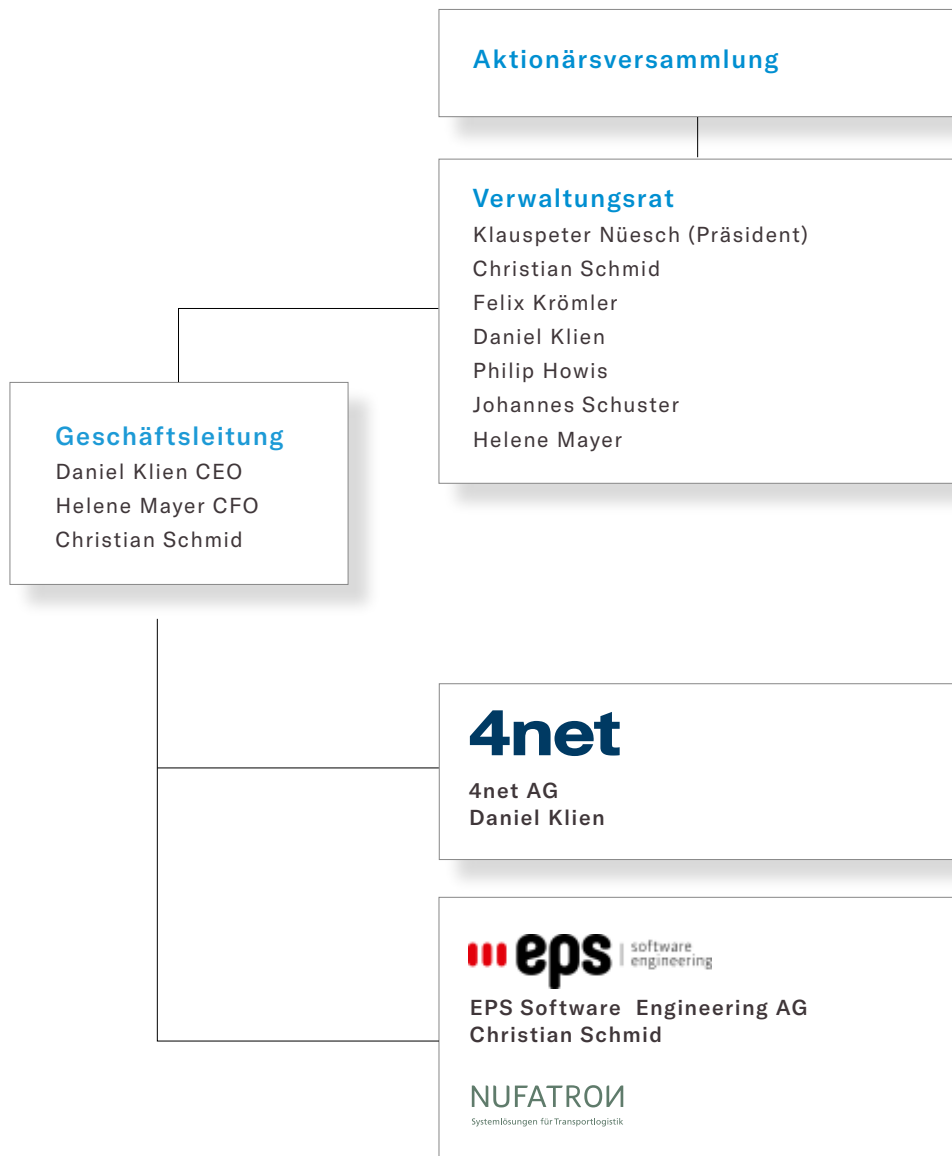 Aktionärsversammlung
Verwaltungsrat
Klauspeter Nüesch (Präsident)
Christian Schmid
Felix Krömler
Daniel Klien
Philip Howis
Johannes Schuster
Helene Mayer
Geschäftsleitung
Daniel Klien CEO
Helene Mayer CFO
Christian Schmid
4net
4net AG
Daniel Klien
eps software
engineering
EPS Software Engineering AG
Christian Schmid
NUFATRON
Systemlösungen für Transportlogistik